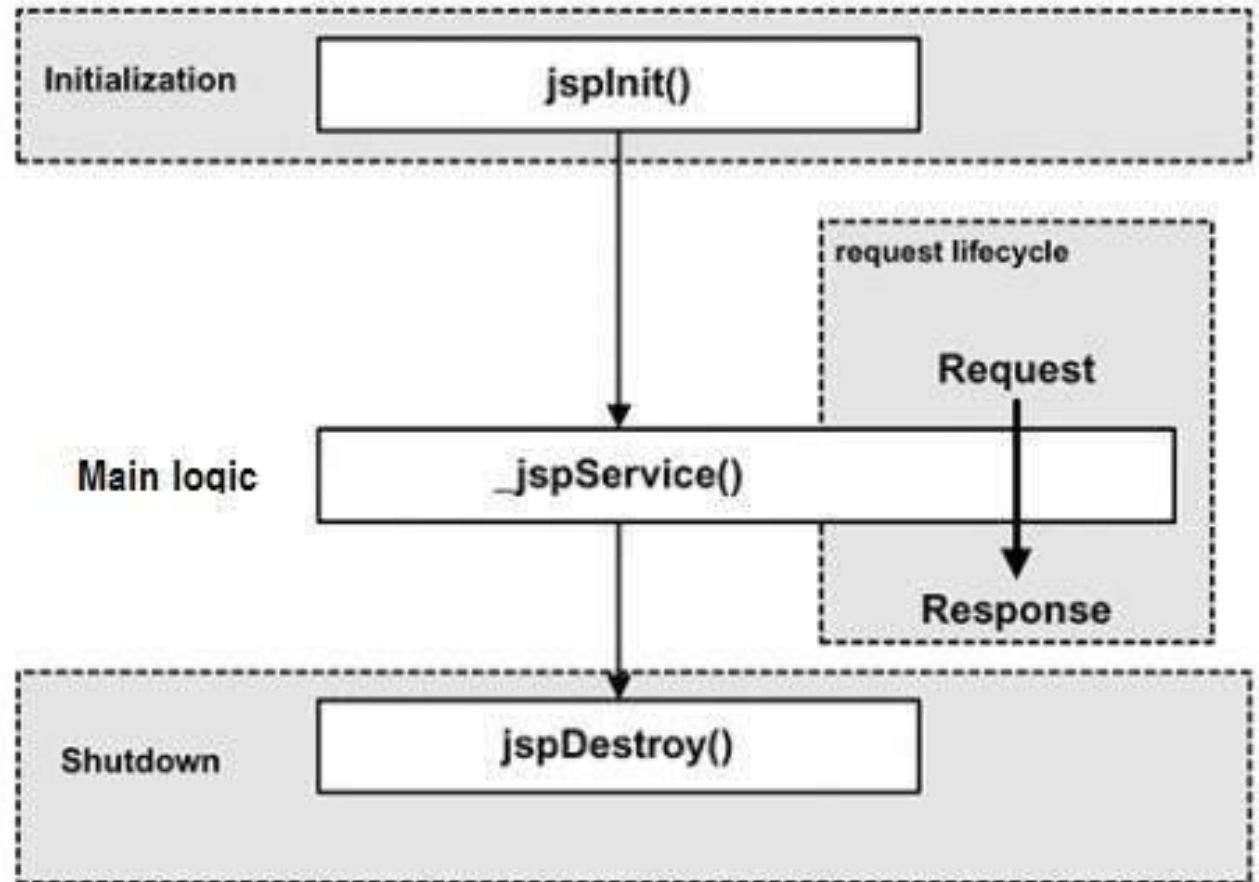 Initialization
jspInit()
request lifecycle
Request
Main logic
_jspService()
Response
jspDestroy()
Shutdown